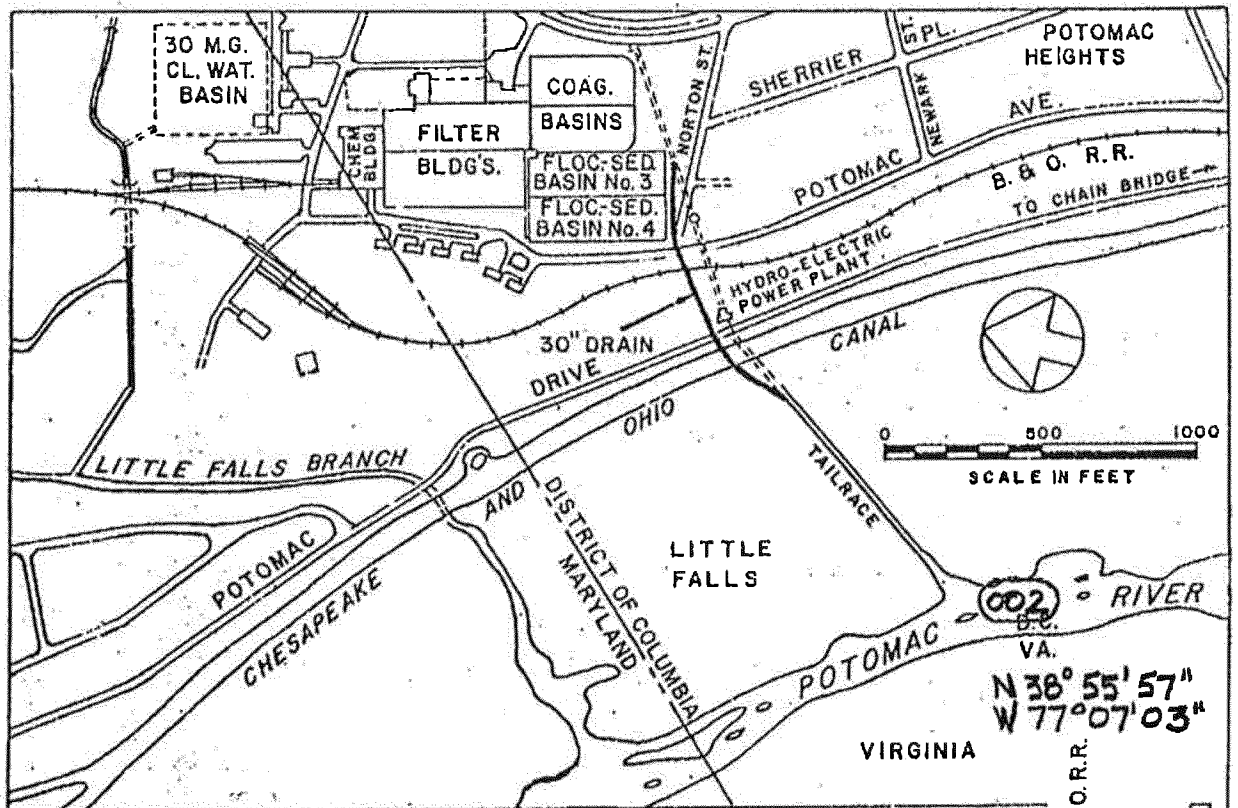 30 M.G.
CL. WAT.
BASIN
COAG.
BASINS
FILTER
BLDG'S.
CHEM
BLDG.
FLOC.-SED.
BASIN No. 3
FLOC.-SED.
BASIN No. 4
NORTON ST.
SHERRIER
PL.
ST.
NEWARK
POTOMAC
HEIGHTS
POTOMAC
AVE.
B. & O. R.R.
TO CHAIN BRIDGE
HYDRO-ELECTRIC
POWER PLANT
30" DRAIN
DRIVE
CANAL
OHIO
AND
CHESAPEAKE
POTOMAC
LITTLE FALLS BRANCH
TAILRACE
0 500 1000
SCALE IN FEET
DISTRICT OF COLUMBIA
MARYLAND
LITTLE
FALLS
POTOMAC
RIVER
002
D.C.
VA.
N 38° 55' 57"
W 77° 07' 03"
VIRGINIA
O.R.R.